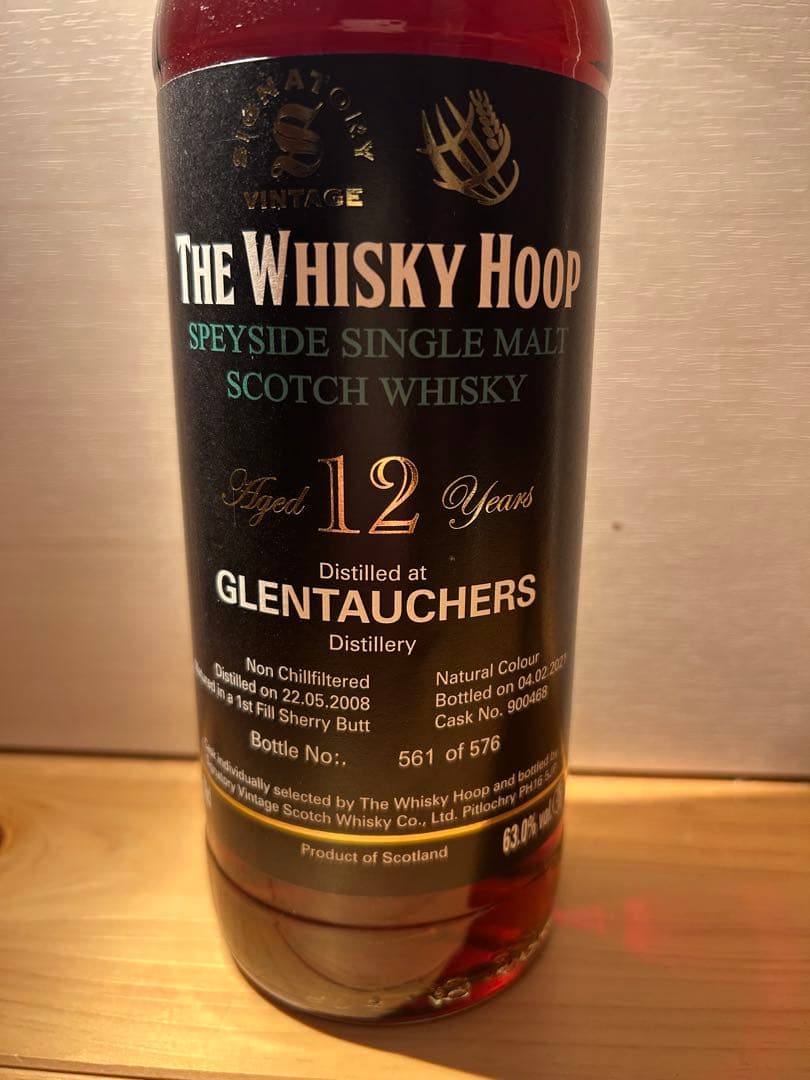 SIGNATORY
VINTAGE
THE WHISKY HOOP
SPEYSIDE SINGLE MALT
SCOTCH WHISKY
Aged 12 Years
Distilled at
GLENTAUCHERS
Distillery
Non Chillfiltered
Distilled on 22.05.2008
in a 1st Fill Sherry Butt
Natural Colour
Bottled on 04.02.2021
Cask No. 900468
Bottle No:. 561 of 576
individually selected by The Whisky Hoop and bottled by
Signatory Vintage Scotch Whisky Co., Ltd. Pitlochry PH16 5JP
63.0% vol
Product of Scotland